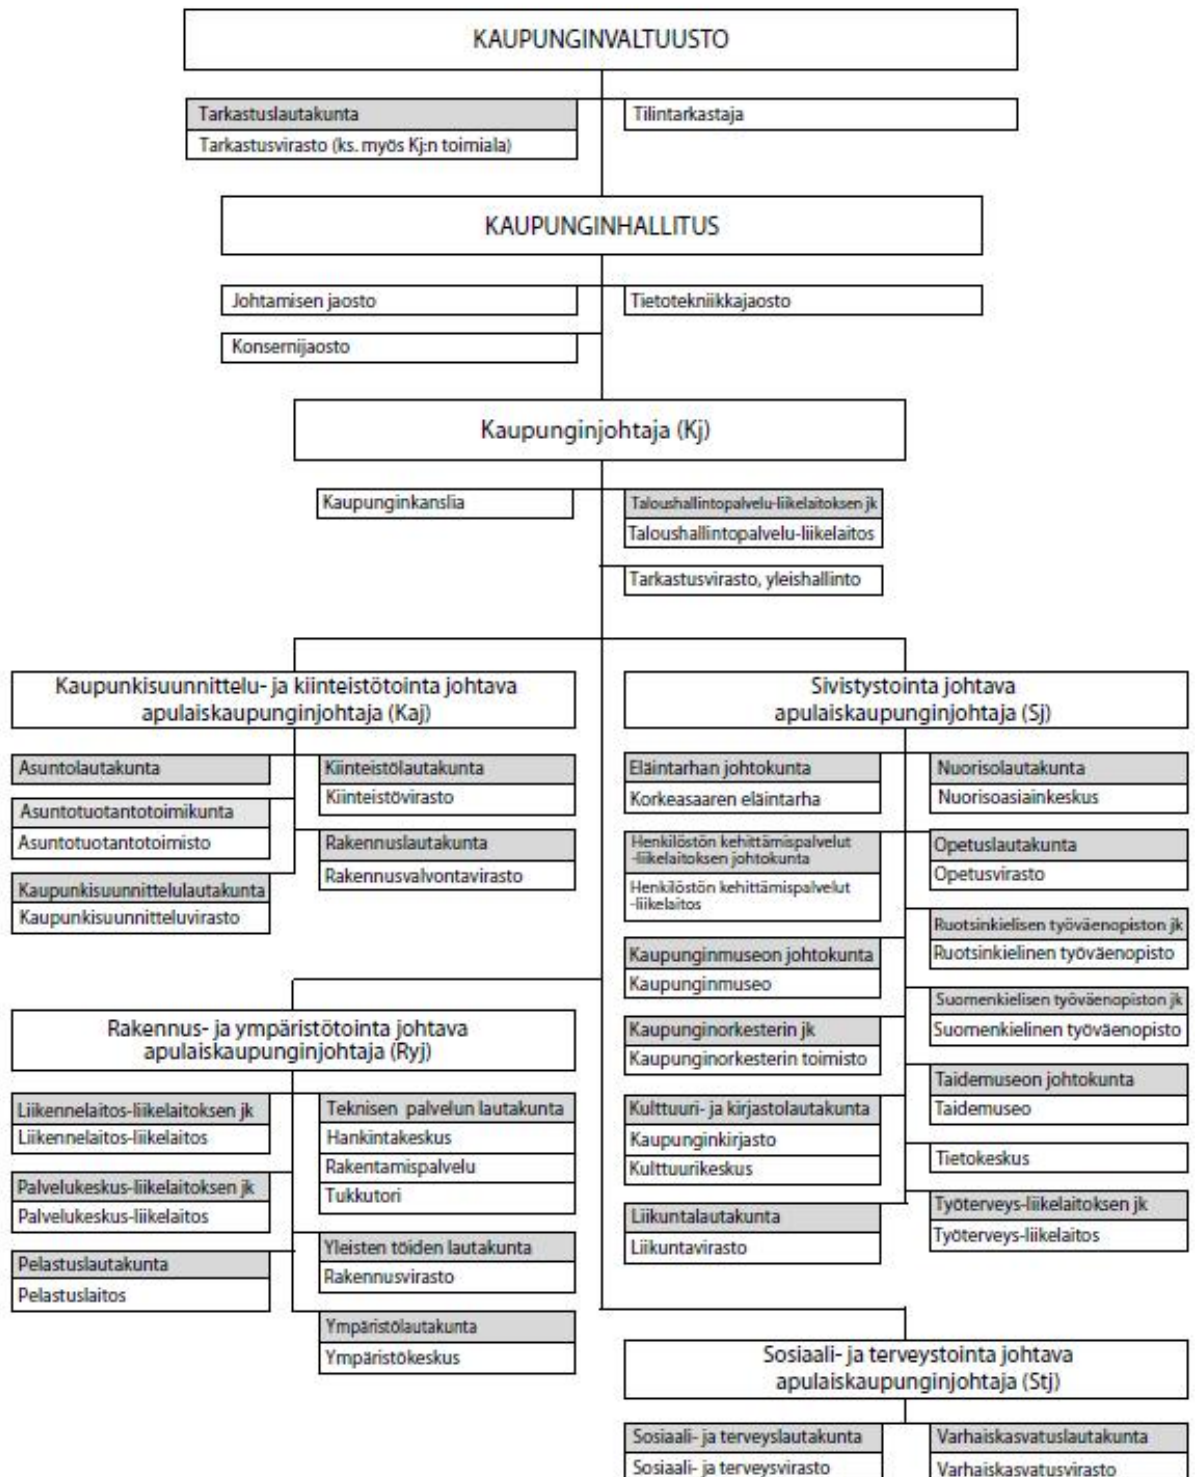 KAUPUNGINVALTUUSTO
Tarkastuslautakunta
Tarkastusvirasto (ks. myös Kj:n toimiala)
Tilintarkastaja
KAUPUNGINHALLITUS
Johtamisen jaosto
Tietotekniikkajaosto
Konsernijaosto
Kaupunginjohtaja (Kj)
Kaupunginkanslia
Taloushallintopalvelu-liikelaitoksen jk
Taloushallintopalvelu-liikelaitos
Tarkastusvirasto, yleishallinto
Kaupunkisuunnittelu- ja kiinteistötointa johtava
apulaiskaupunginjohtaja (Kaj)
Asuntolautakunta
Asuntotuotantotoimikunta
Asuntotuotantotoimisto
Kaupunkisuunnittelulautakunta
Kaupunkisuunnitteluvirasto
Kiinteistölautakunta
Kiinteistövirasto
Rakennuslautakunta
Rakennusvalvontavirasto
Sivistystointa johtava
apulaiskaupunginjohtaja (Sj)
Eläintarhan johtokunta
Korkeasaaren eläintarha
Henkilöstön kehittämispalvelut
-liikelaitoksen johtokunta
Henkilöstön kehittämispalvelut
-liikelaitos
Kaupunginmuseon johtokunta
Kaupunginmuseo
Kaupunginorkesterin jk
Kaupunginorkesterin toimisto
Kulttuuri- ja kirjastolautakunta
Kaupunginkirjasto
Kulttuurikeskus
Liikuntalautakunta
Liikuntavirasto
Nuorisolautakunta
Nuorisoasiainkeskus
Opetuslautakunta
Opetusvirasto
Ruotsinkielisen työväenopiston jk
Ruotsinkielinen työväenopisto
Suomenkielisen työväenopiston jk
Suomenkielinen työväenopisto
Taidemuseon johtokunta
Taidemuseo
Tietokeskus
Työterveys-liikelaitoksen jk
Työterveys-liikelaitos
Rakennus- ja ympäristötointa johtava
apulaiskaupunginjohtaja (Ryj)
Liikennelaitos-liikelaitoksen jk
Liikennelaitos-liikelaitos
Palvelukeskus-liikelaitoksen jk
Palvelukeskus-liikelaitos
Pelastuslautakunta
Pelastuslaitos
Teknisen palvelun lautakunta
Hankintakeskus
Rakentamispalvelu
Tukkutori
Yleisten töiden lautakunta
Rakennusvirasto
Ympäristölautakunta
Ympäristökeskus
Sosiaali- ja terveystointa johtava
apulaiskaupunginjohtaja (Stj)
Sosiaali- ja terveyslautakunta
Sosiaali- ja terveysvirasto
Varhaiskasvatuslautakunta
Varhaiskasvatusvirasto